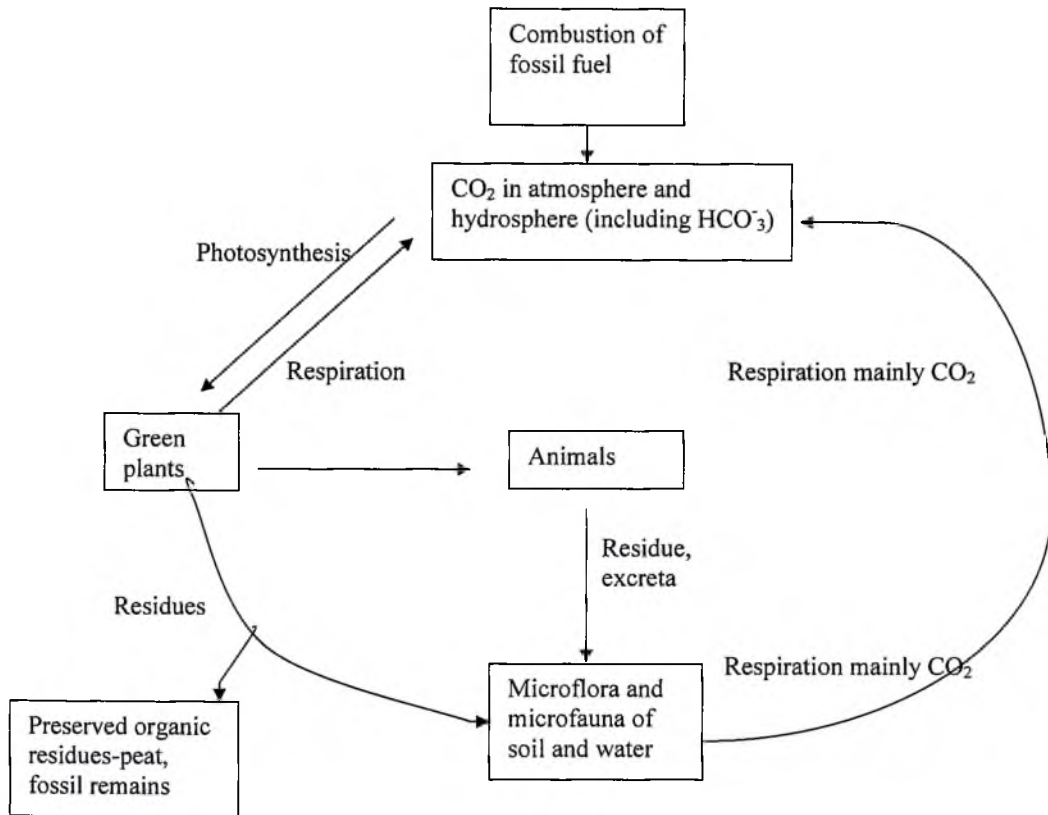 Combustion of
fossil fuel
CO₂ in atmosphere and
hydrosphere (including HCO⁻₃)
Photosynthesis
Respiration
Respiration mainly CO₂
Green
plants
Animals
Residue,
excreta
Residues
Respiration mainly CO₂
Microflora and
microfauna of
soil and water
Preserved organic
residues-peat,
fossil remains